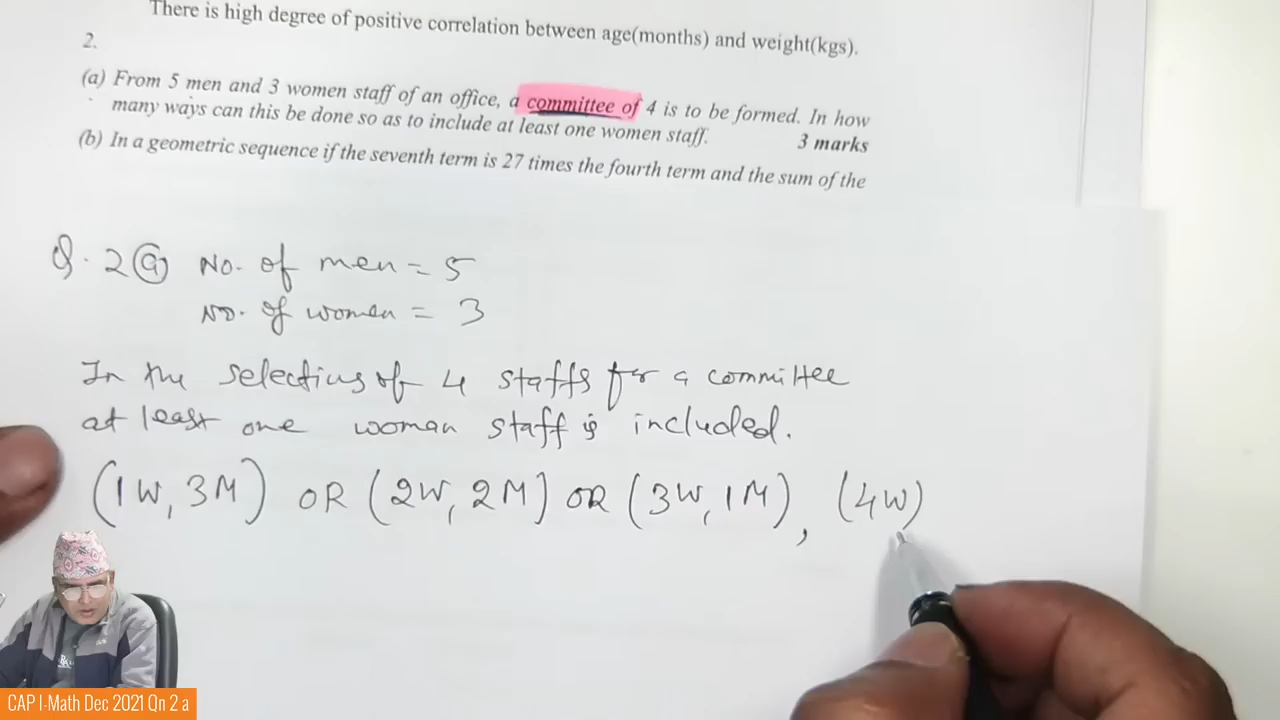 There is high degree of positive correlation between age(months) and weight(kgs).
2.
(a) From 5 men and 3 women staff of an office, a committee of 4 is to be formed. In how
many ways can this be done so as to include at least one women staff. 3 marks
(b) In a geometric sequence if the seventh term is 27 times the fourth term and the sum of the
Q. 2 (a) No. of men = 5
No. of women = 3
In the selection of 4 staffs for a committee
at least one woman staff is included.
(1W, 3M) OR (2W, 2M) OR (3W, 1M), (4W)
CAP I-Math Dec 2021 Qn 2 a